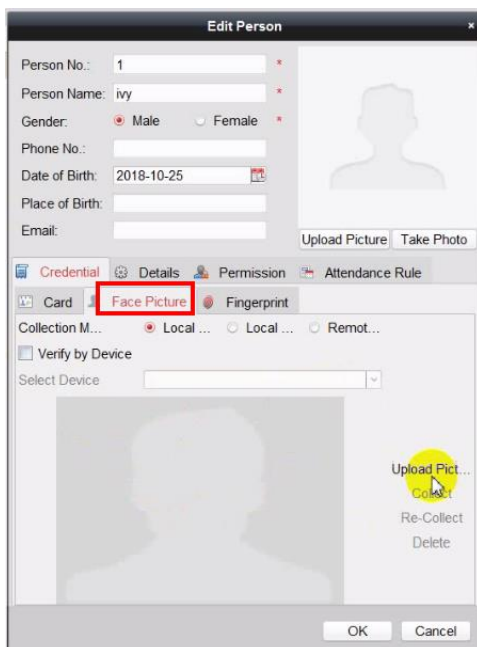 Edit Person ×
Person No.: 1 *
Person Name: ivy *
Gender: Male Female *
Phone No.:
Date of Birth: 2018-10-25
Place of Birth:
Email:
Upload Picture Take Photo
Credential Details Permission Attendance Rule
Card Face Picture Fingerprint
Collection M... Local ... Local ... Remot...
Verify by Device
Select Device
Upload Pict...
Collect
Re-Collect
Delete
OK Cancel